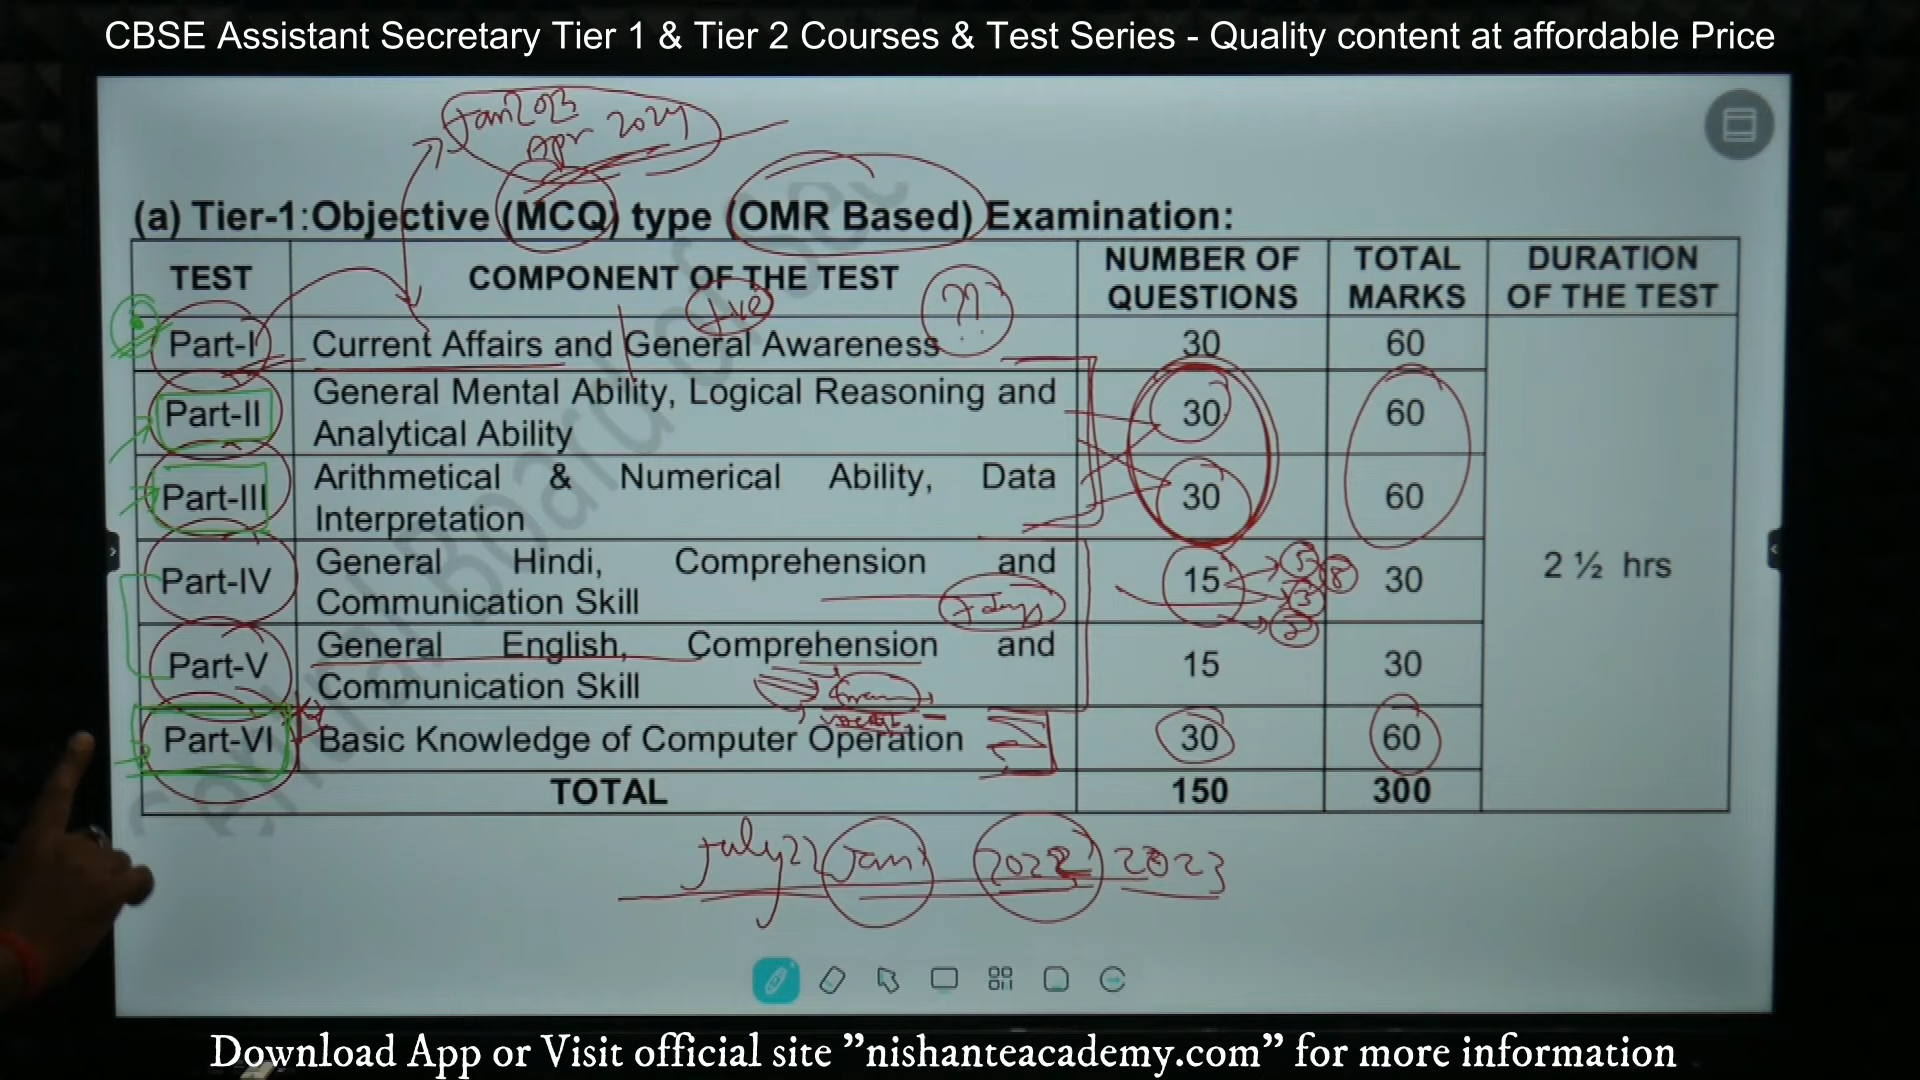 CBSE Assistant Secretary Tier 1 & Tier 2 Courses & Test Series - Quality content at affordable Price
Jan 2023
Apr 2024
(a) Tier-1:Objective (MCQ) type (OMR Based) Examination:
TEST COMPONENT OF THE TEST NUMBER OF QUESTIONS TOTAL MARKS DURATION OF THE TEST
??
Part-I Current Affairs and General Awareness 30 60
Part-II General Mental Ability, Logical Reasoning and
Analytical Ability 30 60
Part-III Arithmetical & Numerical Ability, Data
Interpretation 30 60
Part-IV General Hindi, Comprehension and
Communication Skill 15 30
5 8
3
2
7 days
2 ½ hrs
Part-V General English, Comprehension and
Communication Skill 15 30
Part-VI Basic Knowledge of Computer Operation 30 60
TOTAL 150 300
July 22 Jan 2022 2023
Download App or Visit official site "nishanteacademy.com" for more information